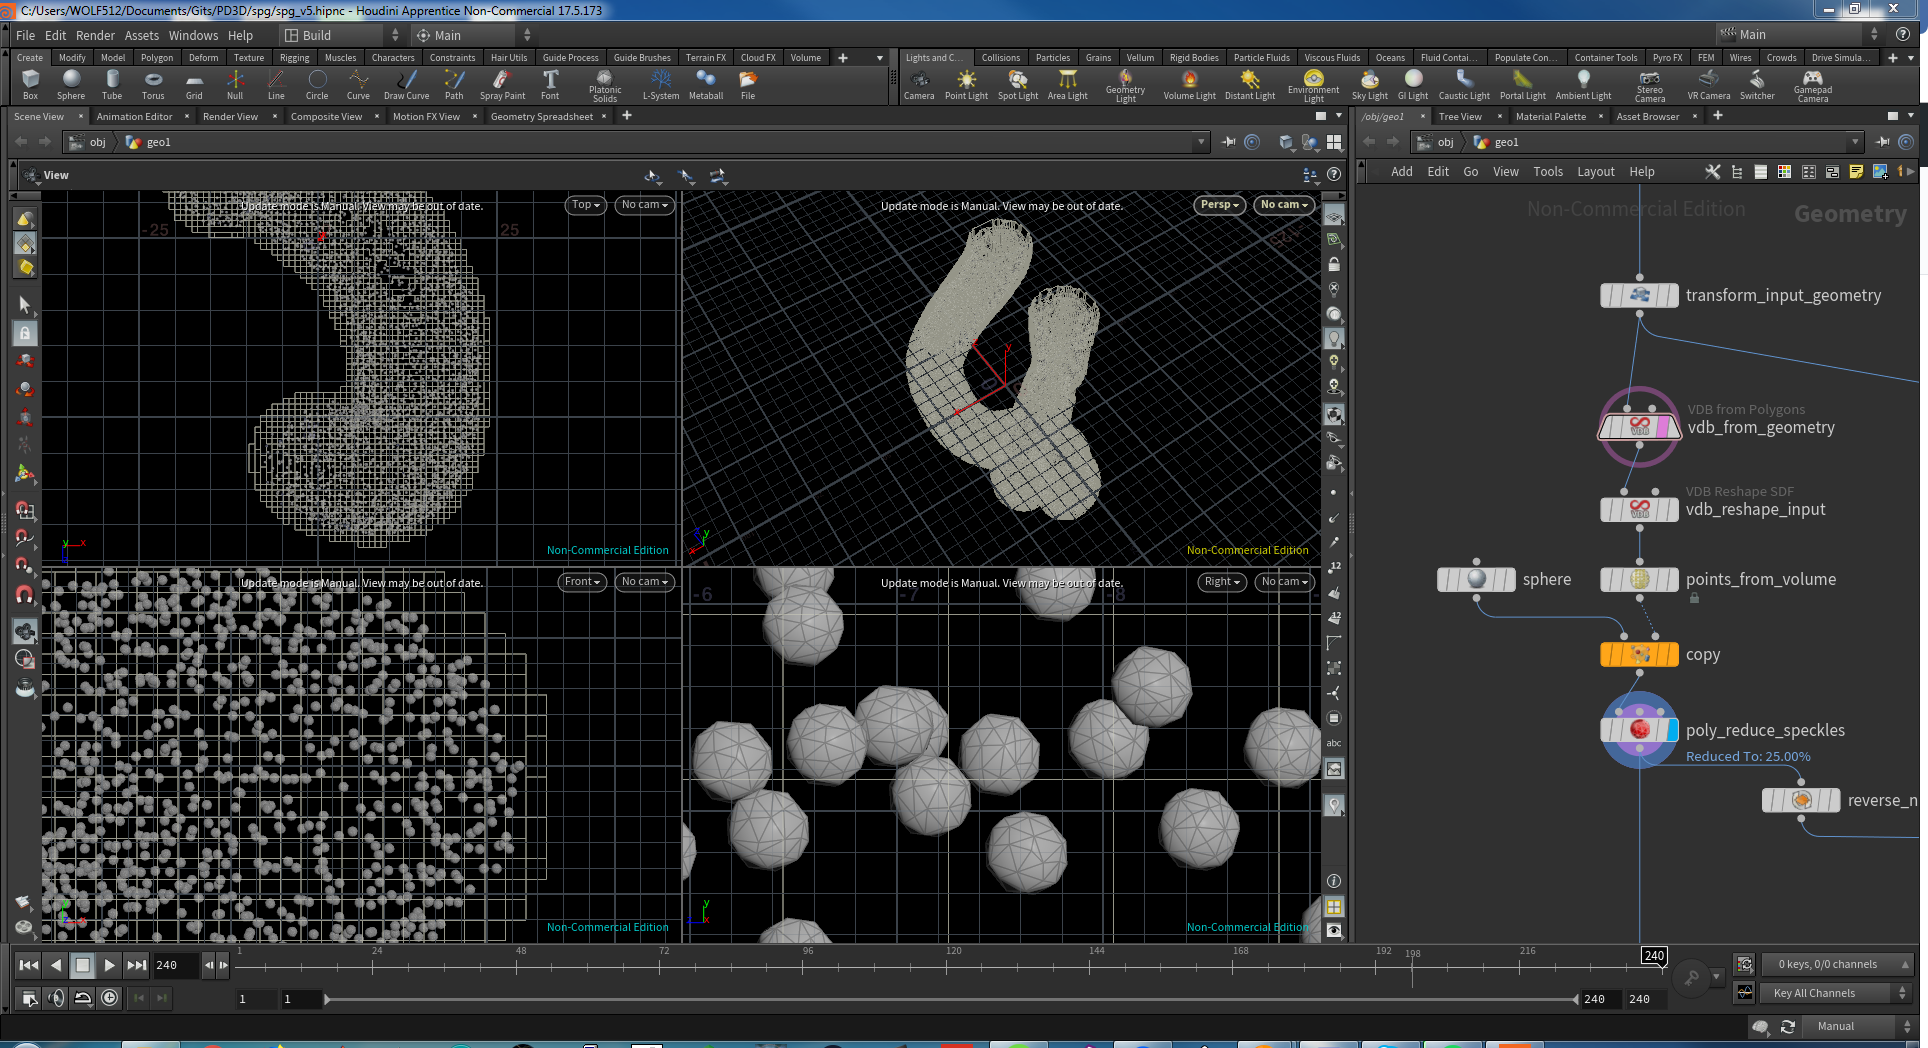 C:/Users/WOLF512/Documents/Gits/PD3D/spg/spg_v5.hipnc - Houdini Apprentice Non-Commercial 17.5.173
File Edit Render Assets Windows Help Build Main Main
Create Modify Model Polygon Deform Texture Rigging Muscles Characters Constraints Hair Utils Guide Process Guide Brushes Terrain FX Cloud FX Volume
Lights and C... Collisions Particles Grains Vellum Rigid Bodies Particle Fluids Viscous Fluids Oceans Fluid Contai... Populate Con... Container Tools Pyro FX FEM Wires Crowds Drive Simula...
Box Sphere Tube Torus Grid Null Line Circle Curve Draw Curve Path Spray Paint Font Platonic Solids L-System Metaball File
Camera Point Light Spot Light Area Light Geometry Light Volume Light Distant Light Environment Light Sky Light GI Light Caustic Light Portal Light Ambient Light Stereo Camera VR Camera Switcher Gamepad Camera
Scene View Animation Editor Render View Composite View Motion FX View Geometry Spreadsheet
/obj/geo1 Tree View Material Palette Asset Browser
obj geo1
obj geo1
View
Add Edit Go View Tools Layout Help
Update mode is Manual. View may be out of date.
Top No cam
-25 25
Non-Commercial Edition
Update mode is Manual. View may be out of date.
Persp No cam
y
Non-Commercial Edition
Update mode is Manual. View may be out of date.
Front No cam
Non-Commercial Edition
Update mode is Manual. View may be out of date.
Right No cam
-6 -7 -8
Non-Commercial Edition
abc
12
12
Non-Commercial Edition
Geometry
transform_input_geometry
VDB from Polygons
vdb_from_geometry
VDB Reshape SDF
vdb_reshape_input
sphere
points_from_volume
copy
poly_reduce_speckles
Reduced To: 25.00%
reverse_n
240
1 24 48 72 96 120 144 168 192 198 216 240
0 keys, 0/0 channels
1 1 240 240
Key All Channels
Manual